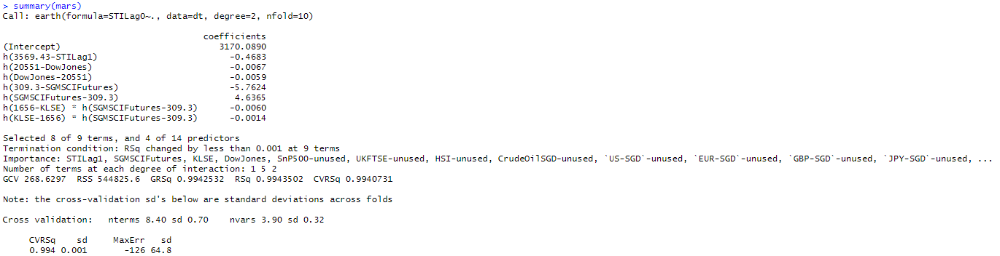 > summary(mars)
Call: earth(formula=STILag0~., data=dt, degree=2, nfold=10)
coefficients
(Intercept) 3170.0890
h(3569.43-STILag1) -0.4683
h(20551-DowJones) -0.0067
h(DowJones-20551) -0.0059
h(309.3-SGMSCIFutures) -5.7624
h(SGMSCIFutures-309.3) 4.6365
h(1656-KLSE) * h(SGMSCIFutures-309.3) -0.0060
h(KLSE-1656) * h(SGMSCIFutures-309.3) -0.0014
Selected 8 of 9 terms, and 4 of 14 predictors
Termination condition: RSq changed by less than 0.001 at 9 terms
Importance: STILag1, SGMSCIFutures, KLSE, DowJones, SnP500-unused, UKFTSE-unused, HSI-unused, CrudeOilSGD-unused, `US-SGD`-unused, `EUR-SGD`-unused, `GBP-SGD`-unused, `JPY-SGD`-unused, ...
Number of terms at each degree of interaction: 1 5 2
GCV 268.6297 RSS 544825.6 GRSq 0.9942532 RSq 0.9943502 CVRSq 0.9940731
Note: the cross-validation sd's below are standard deviations across folds
Cross validation: nterms 8.40 sd 0.70 nvars 3.90 sd 0.32
CVRSq sd MaxErr sd
0.994 0.001 -126 64.8